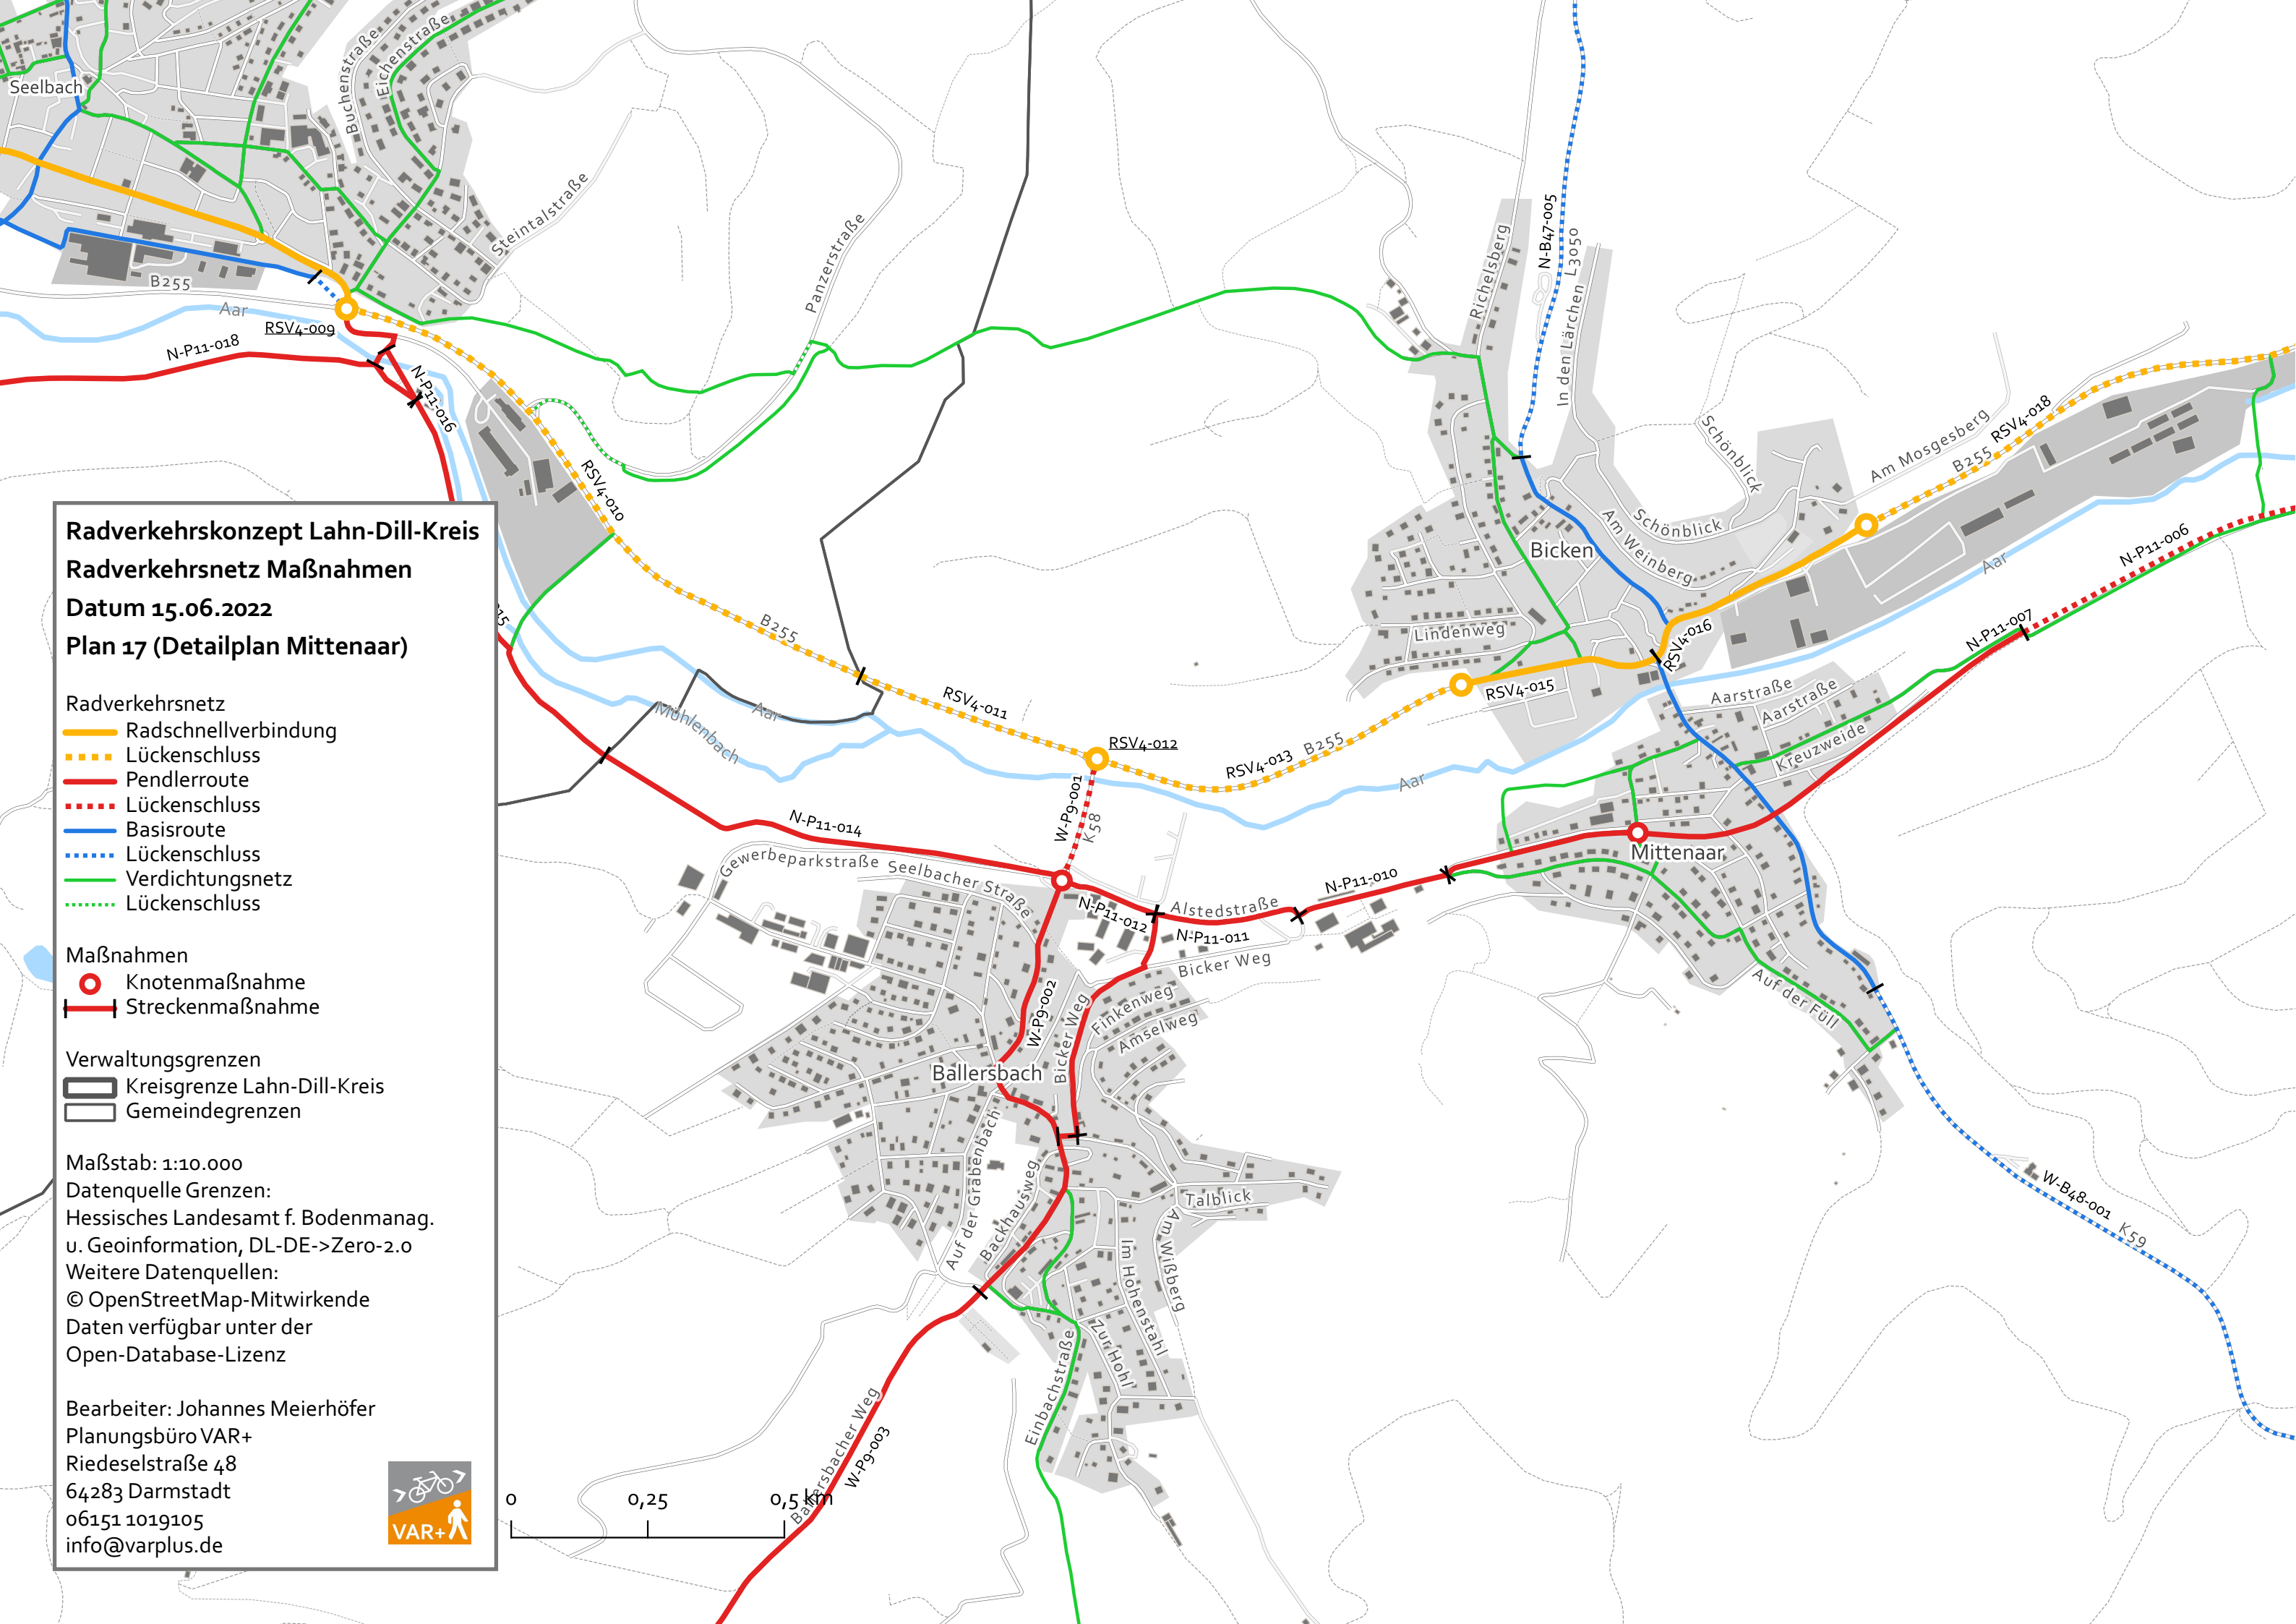 Radverkehrskonzept Lahn-Dill-Kreis
Radverkehrsnetz Maßnahmen
Datum 15.06.2022
Plan 17 (Detailplan Mittenaar)
Radverkehrsnetz
Radschnellverbindung
Lückenschluss
Pendlerroute
Lückenschluss
Basisroute
Lückenschluss
Verdichtungsnetz
Lückenschluss
Maßnahmen
Knotenmaßnahme
Streckenmaßnahme
Verwaltungsgrenzen
Kreisgrenze Lahn-Dill-Kreis
Gemeindegrenzen
Maßstab: 1:10.000
Datenquelle Grenzen:
Hessisches Landesamt f. Bodenmanag.
u. Geoinformation, DL-DE->Zero-2.0
Weitere Datenquellen:
© OpenStreetMap-Mitwirkende
Daten verfügbar unter der
Open-Database-Lizenz
Bearbeiter: Johannes Meierhöfer
Planungsbüro VAR+
Riedeselstraße 48
64283 Darmstadt
06151 1019105
info@varplus.de
VAR+
0 0,25 0,5 km
Seelbach
Buchenstraße
Eichenstraße
Steintalstraße
Panzerstraße
B255
Aar
RSV4-009
N-P11-018
N-P11-016
RSV4-010
15
B255
RSV4-011
Aar
Mühlenbach
RSV4-012
RSV4-013
B255
Aar
W-P9-001
K58
N-P11-014
Gewerbeparkstraße
Seelbacher Straße
N-P11-012
Alstedstraße
N-P11-011
N-P11-010
Bicker Weg
W-P9-002
Bicker Weg
Finkenweg
Amselweg
Ballersbach
Auf der Grabenbach
Backhausweg
Talblick
Am Wißberg
Im Hohenstahl
Zur Hohl
Einbachstraße
Ballersbacher Weg
W-P9-003
Richelsberg
N-B47-005
In den Lärchen
L3050
Schönblick
Schönblick
Am Weinberg
Bicken
Lindenweg
RSV4-015
RSV4-016
Am Mosgesberg
B255
RSV4-018
Aar
N-P11-006
N-P11-007
Aarstraße
Aarstraße
Kreuzweide
Mittenaar
Auf der Füll
W-B48-001
K59